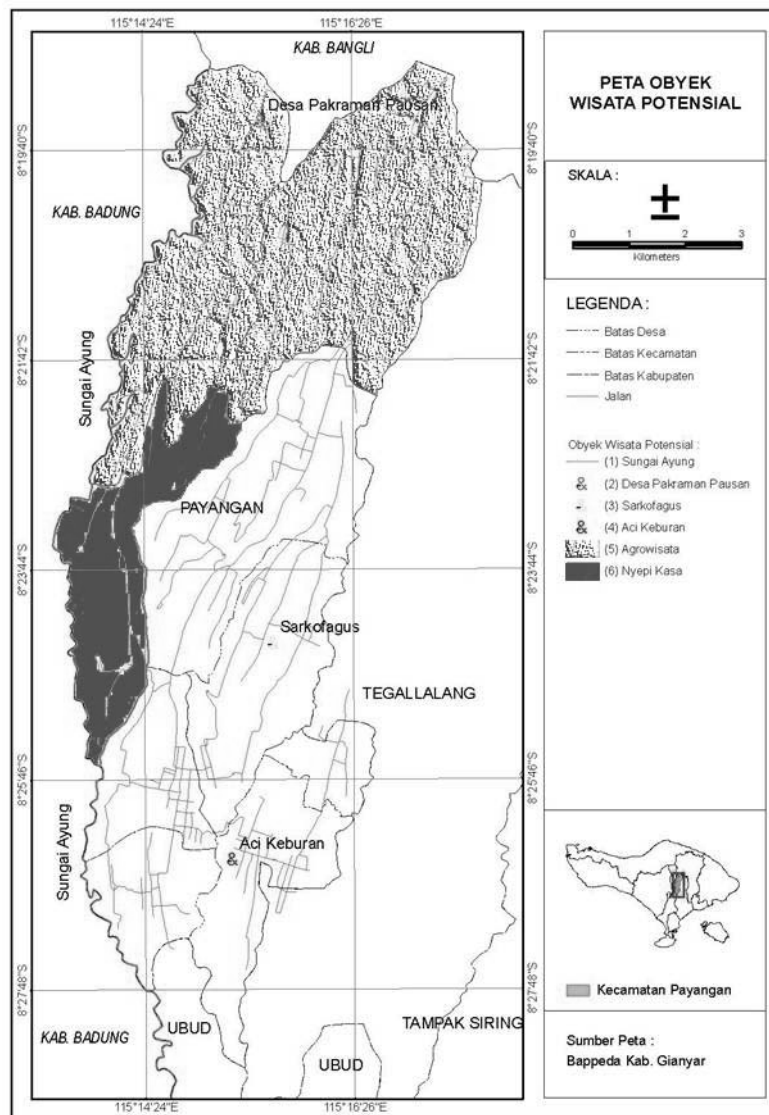 115°14'24"E
115°16'26"E
KAB. BANGLI
Desa Pakraman Pausan
8°19'40"S
8°19'40"S
KAB. BADUNG
Sungai Ayung
8°21'42"S
8°21'42"S
PAYANGAN
8°23'44"S
8°23'44"S
Sarkofagus
TEGALLALANG
8°25'46"S
8°25'46"S
Sungai Ayung
Aci Keburan
8°27'48"S
8°27'48"S
KAB. BADUNG
UBUD
TAMPAK SIRING
UBUD
115°14'24"E
115°16'26"E
PETA OBYEK
WISATA POTENSIAL
SKALA :
0 1 2 3
Kilometers
LEGENDA :
Batas Desa
Batas Kecamatan
Batas Kabupaten
Jalan
Obyek Wisata Potensial :
(1) Sungai Ayung
(2) Desa Pakraman Pausan
(3) Sarkofagus
(4) Aci Keburan
(5) Agrowisata
(6) Nyepi Kasa
Kecamatan Payangan
Sumber Peta :
Bappeda Kab. Gianyar